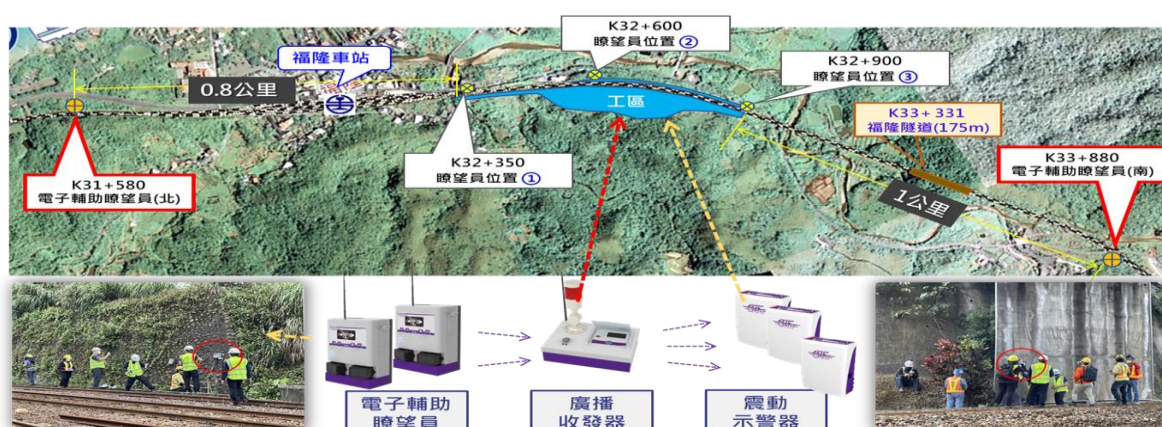 K32+600
瞭望員位置②
K32+900
瞭望員位置③
福隆車站
0.8公里
工區
K33+331
福隆隧道(175m)
K33+880
電子輔助瞭望員(南)
K32+350
瞭望員位置①
K31+580
電子輔助瞭望員(北)
1公里
電子輔助
瞭望員
廣播
收發器
震動
示警器